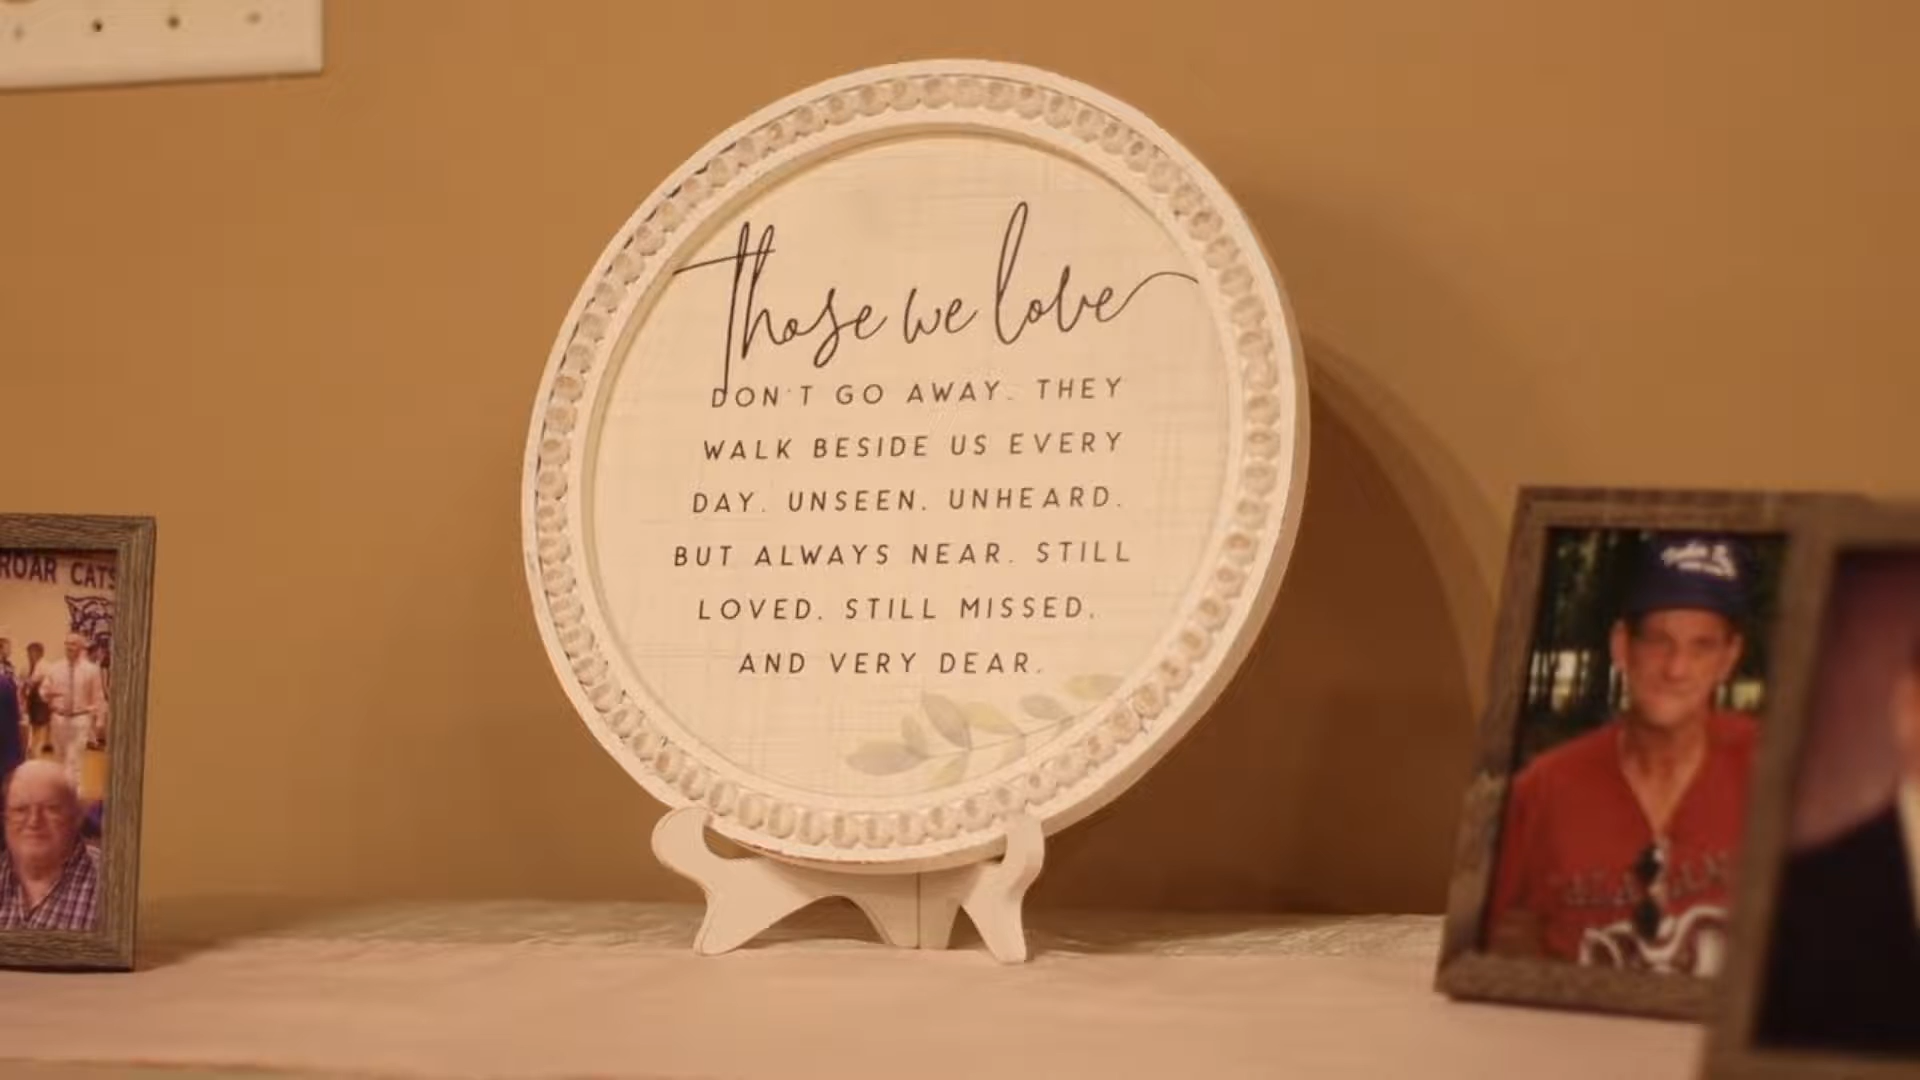 ROAR CATS
Those we love
DON'T GO AWAY. THEY
WALK BESIDE US EVERY
DAY. UNSEEN. UNHEARD.
BUT ALWAYS NEAR. STILL
LOVED. STILL MISSED.
AND VERY DEAR.